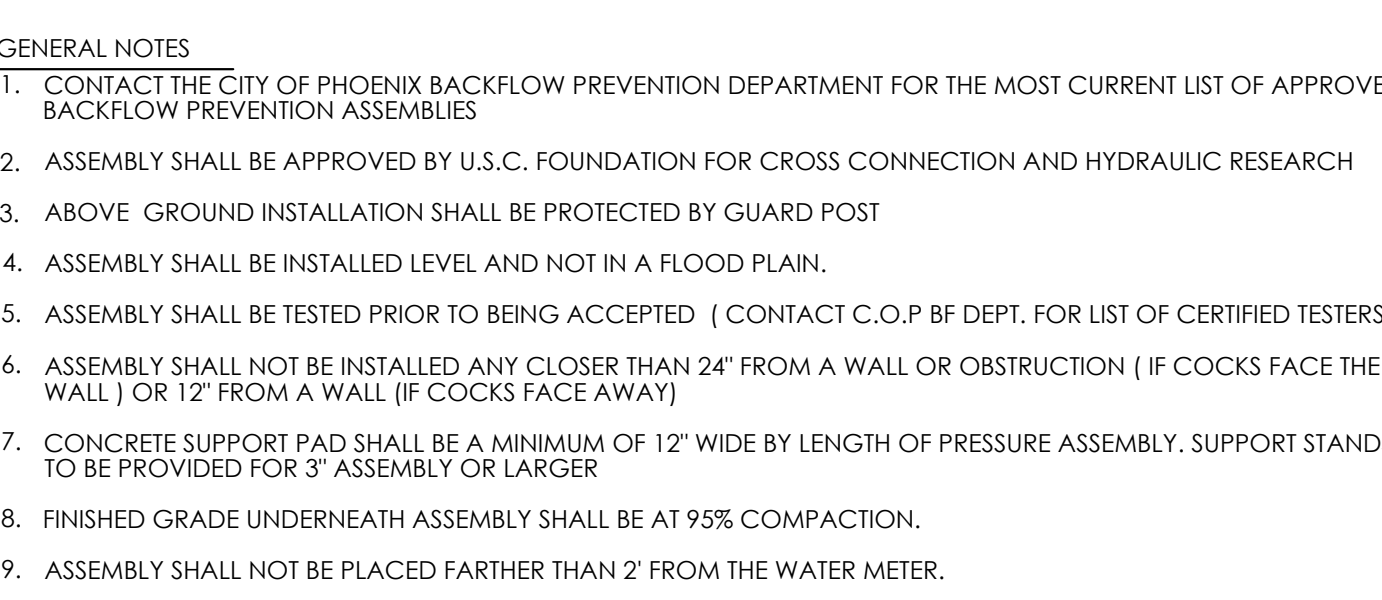 GENERAL NOTES
1. CONTACT THE CITY OF PHOENIX BACKFLOW PREVENTION DEPARTMENT FOR THE MOST CURRENT LIST OF APPROVE
BACKFLOW PREVENTION ASSEMBLIES
2. ASSEMBLY SHALL BE APPROVED BY U.S.C. FOUNDATION FOR CROSS CONNECTION AND HYDRAULIC RESEARCH
3. ABOVE  GROUND INSTALLATION SHALL BE PROTECTED BY GUARD POST
4. ASSEMBLY SHALL BE INSTALLED LEVEL AND NOT IN A FLOOD PLAIN.
5. ASSEMBLY SHALL BE TESTED PRIOR TO BEING ACCEPTED  ( CONTACT C.O.P BF DEPT. FOR LIST OF CERTIFIED TESTERS
6. ASSEMBLY SHALL NOT BE INSTALLED ANY CLOSER THAN 24" FROM A WALL OR OBSTRUCTION ( IF COCKS FACE THE
WALL ) OR 12" FROM A WALL (IF COCKS FACE AWAY)
7. CONCRETE SUPPORT PAD SHALL BE A MINIMUM OF 12" WIDE BY LENGTH OF PRESSURE ASSEMBLY. SUPPORT STAND
TO BE PROVIDED FOR 3" ASSEMBLY OR LARGER
8. FINISHED GRADE UNDERNEATH ASSEMBLY SHALL BE AT 95% COMPACTION.
9. ASSEMBLY SHALL NOT BE PLACED FARTHER THAN 2' FROM THE WATER METER.